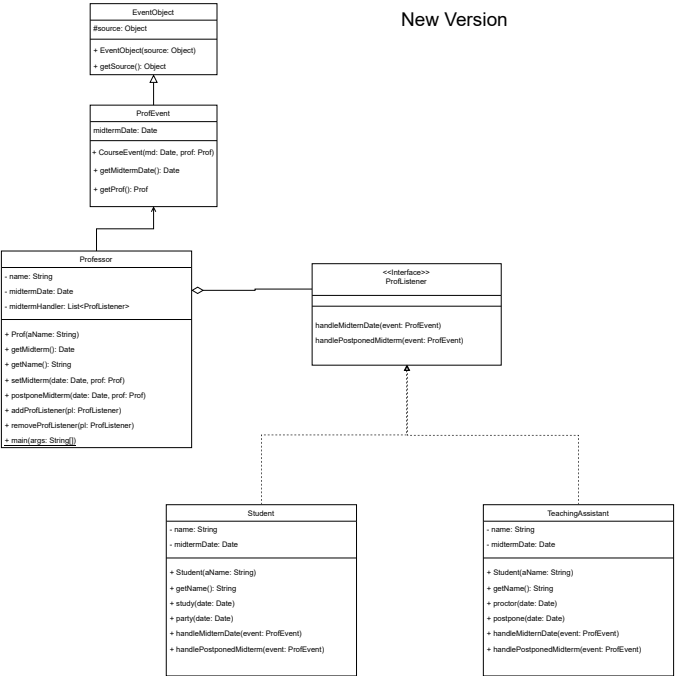 New Version
EventObject
#source: Object
+ EventObject(source: Object)
+ getSource(): Object
ProfEvent
midtermDate: Date
+ CourseEvent(md: Date, prof: Prof)
+ getMidtermDate(): Date
+ getProf(): Prof
Professor
- name: String
- midtermDate: Date
- midtermHandler: List<ProfListener>
+ Prof(aName: String)
+ getMidterm(): Date
+ getName(): String
+ setMidterm(date: Date, prof: Prof)
+ postponeMidterm(date: Date, prof: Prof)
+ addProfListener(pl: ProfListener)
+ removeProfListener(pl: ProfListener)
+ main(args: String[])
<<Interface>>
ProfListener
handleMidternDate(event: ProfEvent)
handlePostponedMidterm(event: ProfEvent)
Student
- name: String
- midtermDate: Date
+ Student(aName: String)
+ getName(): String
+ study(date: Date)
+ party(date: Date)
+ handleMidternDate(event: ProfEvent)
+ handlePostponedMidterm(event: ProfEvent)
TeachingAssistant
- name: String
- midtermDate: Date
+ Student(aName: String)
+ getName(): String
+ proctor(date: Date)
+ postpone(date: Date)
+ handleMidternDate(event: ProfEvent)
+ handlePostponedMidterm(event: ProfEvent)